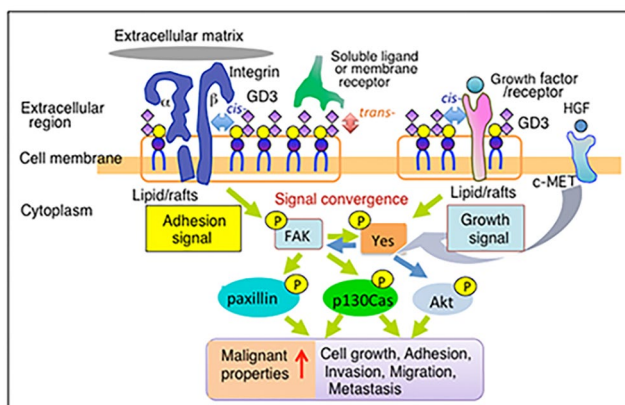 Extracellular matrix
Soluble ligand
or membrane
receptor
Integrin
Growth factor
/receptor
HGF
α
β
cis-
GD3
trans-
cis-
GD3
Extracellular
region
Cell membrane
c-MET
Lipid/rafts
Lipid/rafts
Cytoplasm
Signal convergence
Adhesion
signal
P
FAK
P
Yes
Growth
signal
paxillin
P
p130Cas
P
Akt
P
Malignant
properties
Cell growth, Adhesion,
Invasion, Migration,
Metastasis